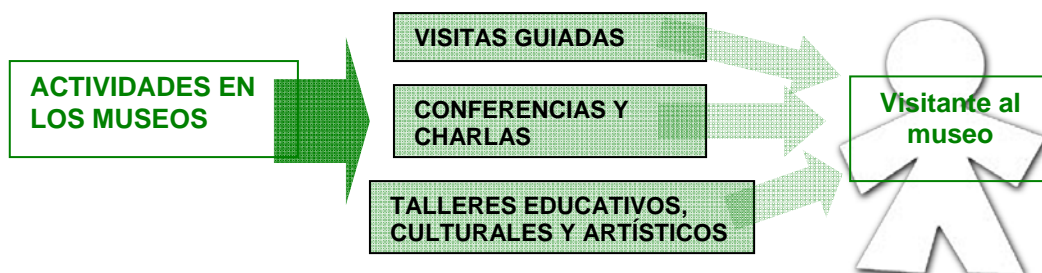 ACTIVIDADES EN
LOS MUSEOS
VISITAS GUIADAS
CONFERENCIAS Y
CHARLAS
TALLERES EDUCATIVOS,
CULTURALES Y ARTÍSTICOS
Visitante al
museo